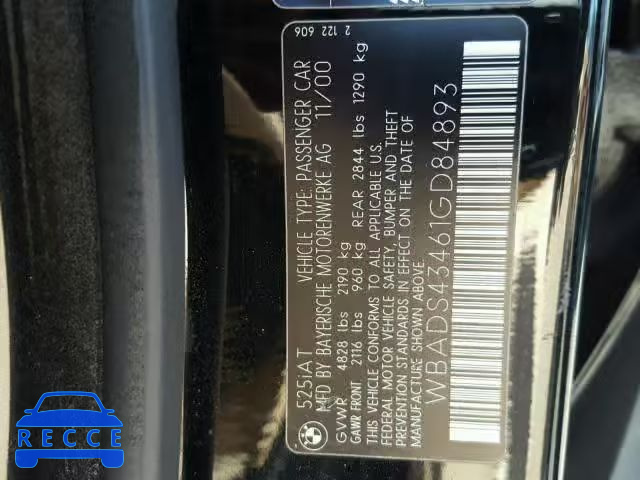 525iAT VEHICLE TYPE: PASSENGER CAR
MFD BY BAYERISCHE MOTORENWERKE AG 11/00
GVWR 4828 lbs 2190 kg
GAWR FRONT 2116 lbs 960 kg REAR 2844 lbs 1290 kg
THIS VEHICLE CONFORMS TO ALL APPLICABLE U.S.
FEDERAL MOTOR VEHICLE SAFETY, BUMPER AND THEFT
PREVENTION STANDARDS IN EFFECT ON THE DATE OF
MANUFACTURE SHOWN ABOVE.
WBADS43461GD84893
2 122 606
BMW
RECCE